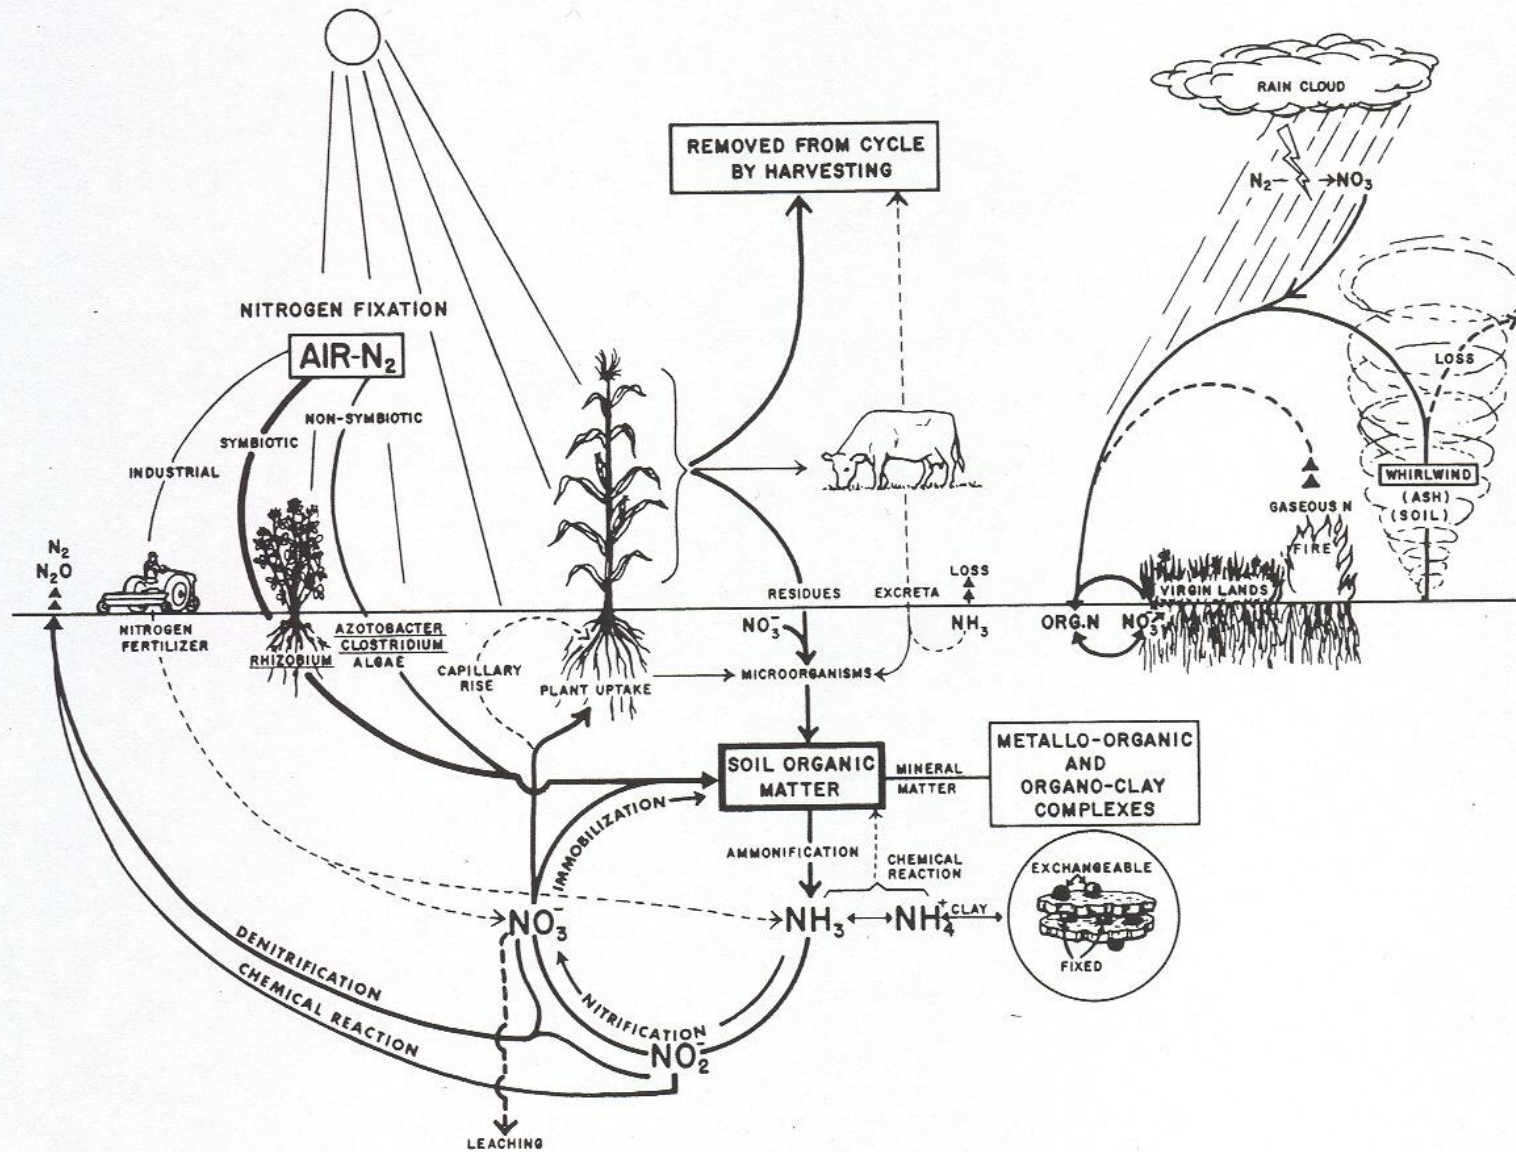 RAIN CLOUD
N₂ → NO₃
REMOVED FROM CYCLE
BY HARVESTING
NITROGEN FIXATION
AIR-N₂
NON-SYMBIOTIC
SYMBIOTIC
INDUSTRIAL
LOSS
WHIRLWIND
(ASH)
(SOIL)
GASEOUS N
FIRE
N₂
N₂O
NITROGEN
FERTILIZER
RHIZOBIUM
AZOTOBACTER
CLOSTRIDIUM
ALGAE
CAPILLARY
RISE
PLANT UPTAKE
RESIDUES
EXCRETA
LOSS
NH₃
NO₃⁻
MICROORGANISMS
ORG.N
NO₃⁻
VIRGIN LANDS
SOIL ORGANIC
MATTER
MINERAL
MATTER
METALLO-ORGANIC
AND
ORGANO-CLAY
COMPLEXES
IMMOBILIZATION
AMMONIFICATION
CHEMICAL
REACTION
NO₃⁻
NH₃
NH₄⁺
CLAY
EXCHANGEABLE
FIXED
DENITRIFICATION
CHEMICAL REACTION
NITRIFICATION
NO₂⁻
LEACHING